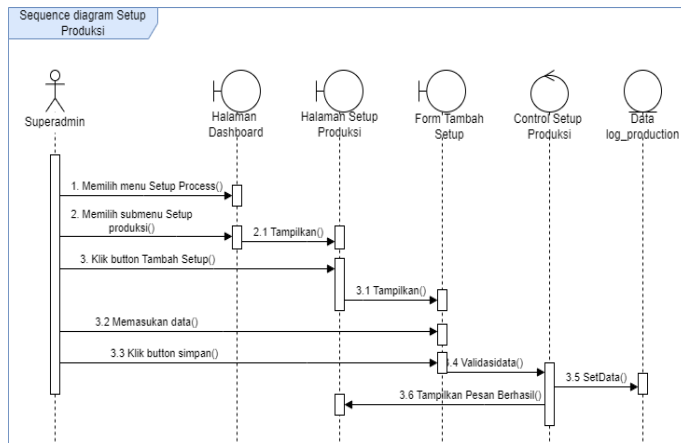 Sequence diagram Setup
Produksi
Superadmin
Halaman
Dashboard
Halaman Setup
Produksi
Form Tambah
Setup
Control Setup
Produksi
Data
log_production
1. Memilih menu Setup Process()
2. Memilih submenu Setup
produksi()
2.1 Tampilkan()
3. Klik button Tambah Setup()
3.1 Tampilkan()
3.2 Memasukan data()
3.3 Klik button simpan()
3.4 Validasidata()
3.5 SetData()
3.6 Tampilkan Pesan Berhasil()